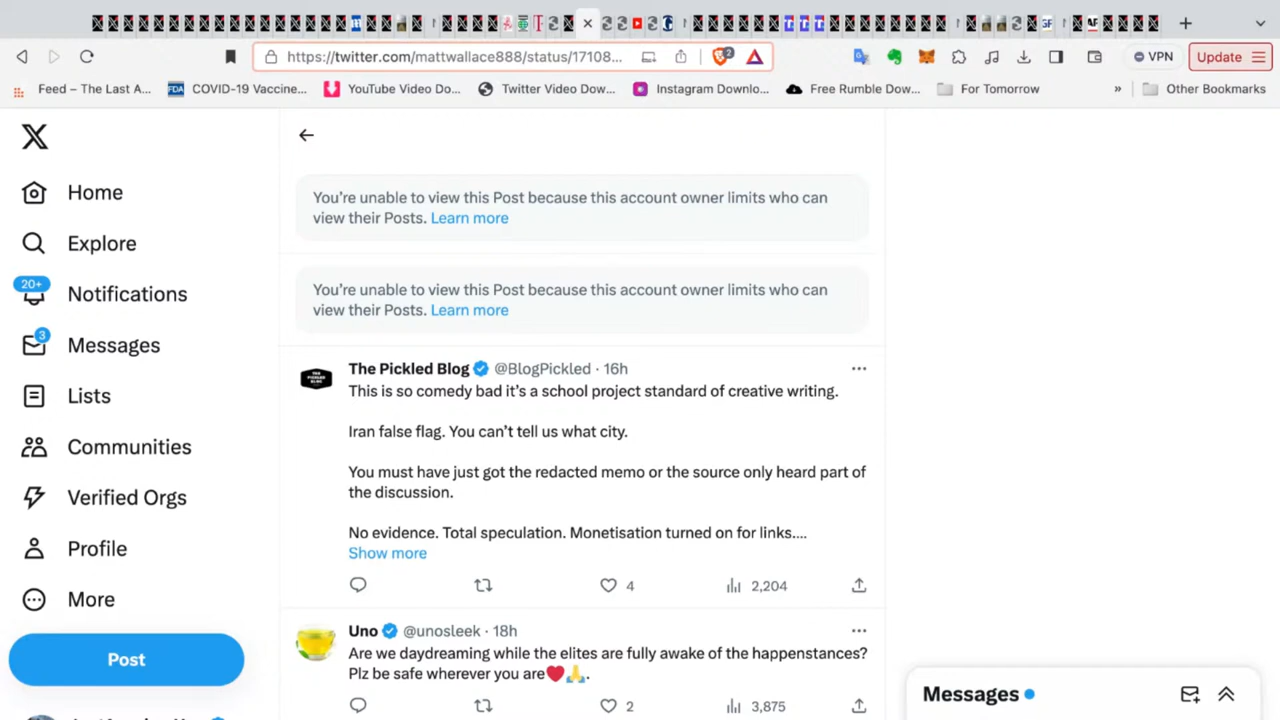 https://twitter.com/mattwallace888/status/17108...
2
VPN
Update
Feed – The Last A...
COVID-19 Vaccine...
YouTube Video Do...
Twitter Video Dow...
Instagram Downlo...
Free Rumble Dow...
For Tomorrow
»
Other Bookmarks
Home
Explore
20+
Notifications
3
Messages
Lists
Communities
Verified Orgs
Profile
More
Post
You’re unable to view this Post because this account owner limits who can
view their Posts. Learn more
You’re unable to view this Post because this account owner limits who can
view their Posts. Learn more
The Pickled Blog @BlogPickled · 16h
This is so comedy bad it’s a school project standard of creative writing.
Iran false flag. You can’t tell us what city.
You must have just got the redacted memo or the source only heard part of
the discussion.
No evidence. Total speculation. Monetisation turned on for links....
Show more
4
2,204
Uno @unosleek · 18h
Are we daydreaming while the elites are fully awake of the happenstances?
Plz be safe wherever you are❤️🙏.
2
3,875
Messages